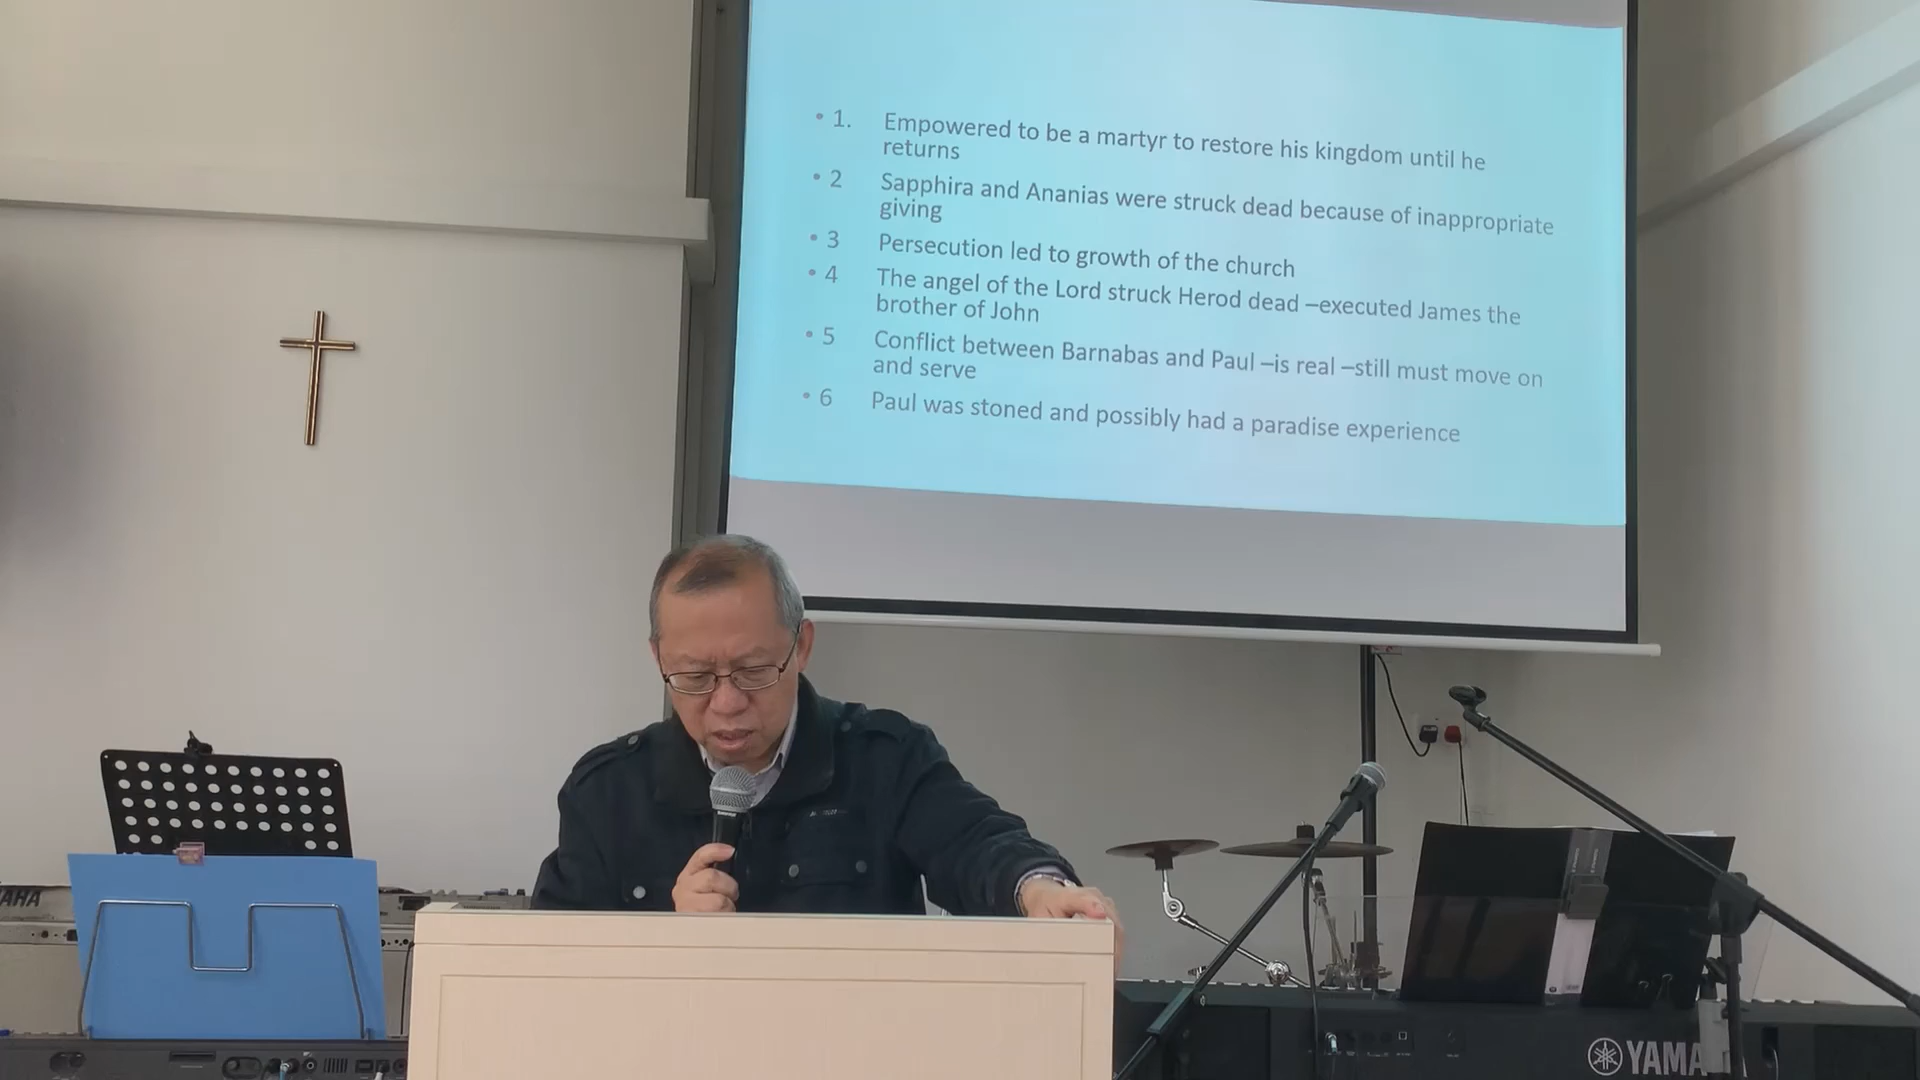 • 1. Empowered to be a martyr to restore his kingdom until he
returns
• 2 Sapphira and Ananias were struck dead because of inappropriate
giving
• 3 Persecution led to growth of the church
• 4 The angel of the Lord struck Herod dead –executed James the
brother of John
• 5 Conflict between Barnabas and Paul –is real –still must move on
and serve
• 6 Paul was stoned and possibly had a paradise experience
AHA
YAMA